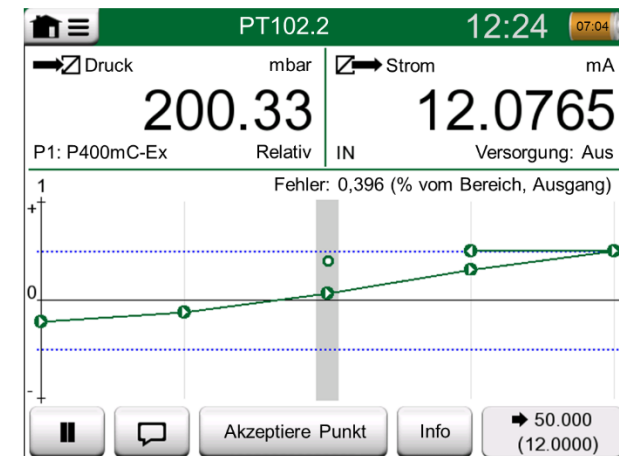 PT102.2 12:24 07:04
Druck mbar
200.33
P1: P400mC-Ex Relativ
Strom mA
12.0765
IN Versorgung: Aus
1 Fehler: 0,396 (% vom Bereich, Ausgang)
+
0
-
Akzeptiere Punkt Info 50.000
(12.0000)